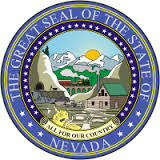 THE GREAT SEAL OF THE STATE OF
NEVADA
ALL FOR OUR COUNTRY